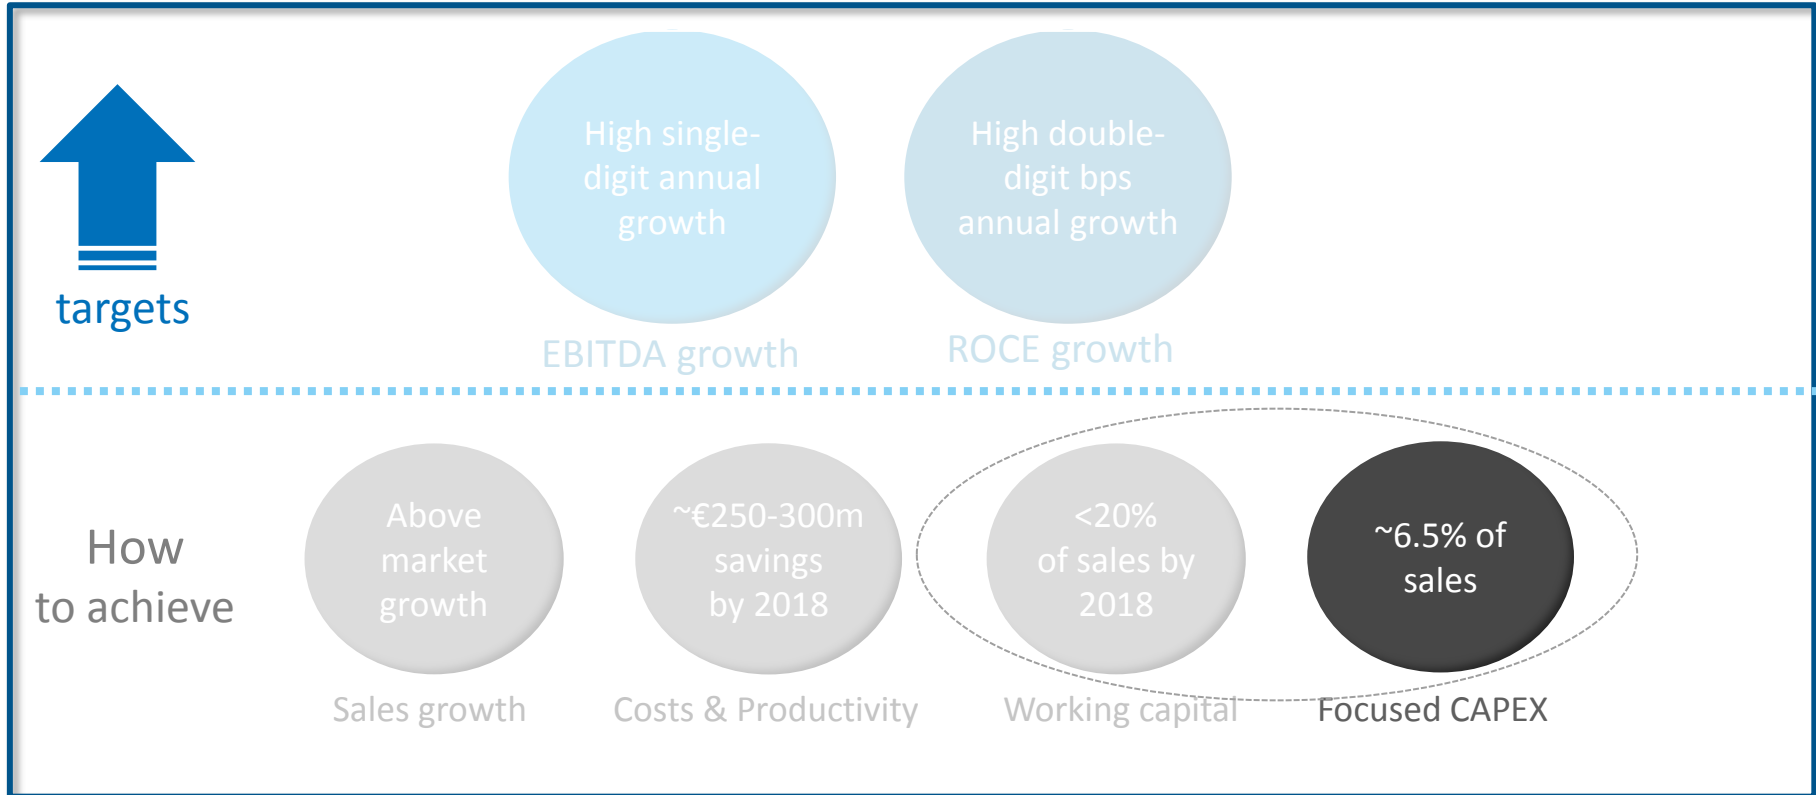 High single-
digit annual
growth
High double-
digit bps
annual growth
targets
EBITDA growth
ROCE growth
How
to achieve
Above
market
growth
~€250-300m
savings
by 2018
<20%
of sales by
2018
~6.5% of
sales
Sales growth
Costs & Productivity
Working capital
Focused CAPEX